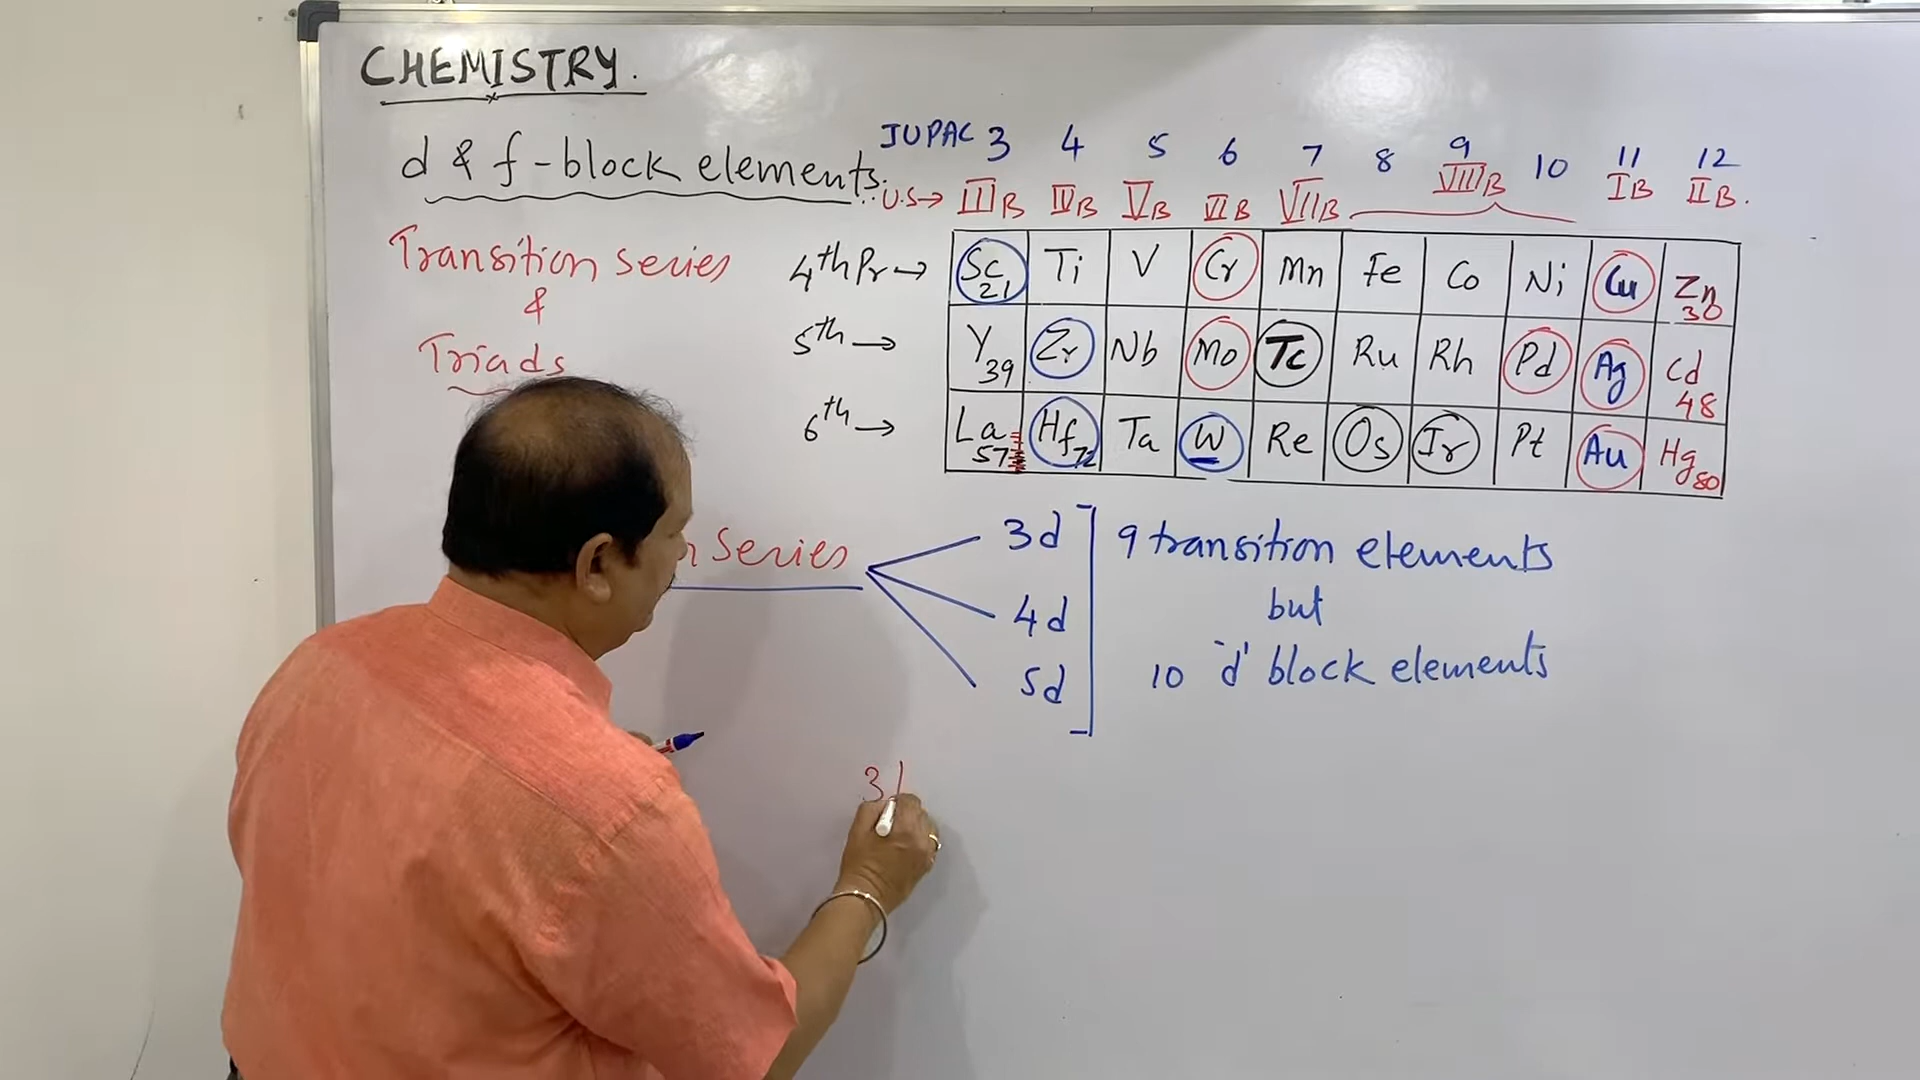 CHEMISTRY.
d & f-block elements.
Transition series
&
Triads
IUPAC 3 4 5 6 7 8 9 10 11 12
U.S→ IIIB IVB VB VIB VIIB VIIIB IB IIB.
4th Pr→ Sc 21 Ti V Cr Mn Fe Co Ni Cu Zn 30
5th → Y 39 Zr Nb Mo Tc Ru Rh Pd Ag Cd 48
6th → La 57 Hf 72 Ta W Re Os Ir Pt Au Hg 80
Series
3d
4d
5d
9 transition elements
but
10 'd' block elements
3